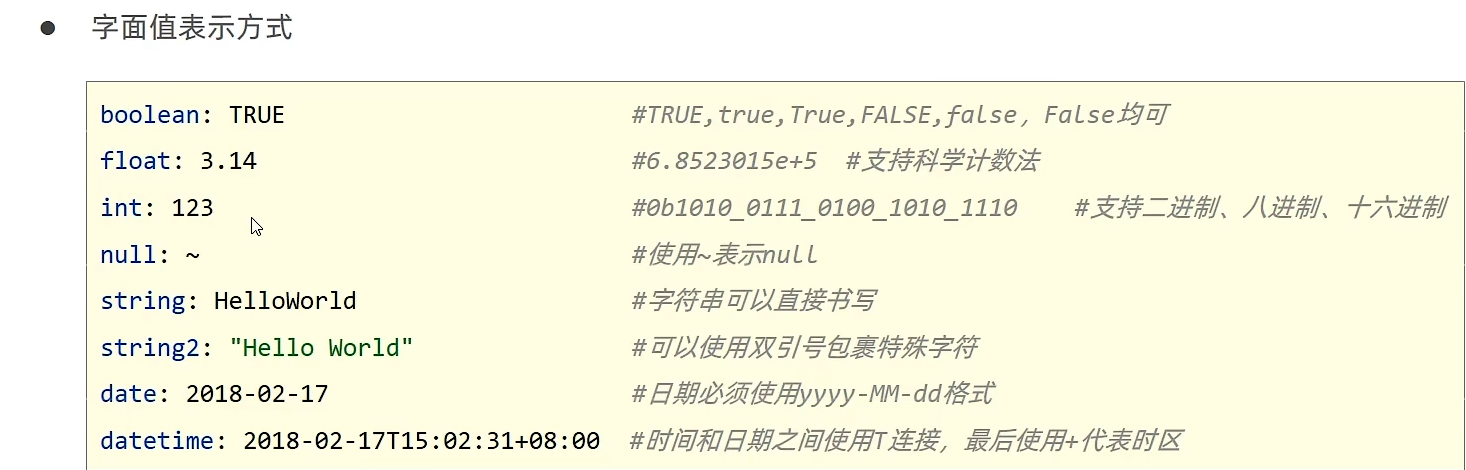 ● 字面值表示方式
boolean: TRUE #TRUE,true,True,FALSE,false, False均可
float: 3.14 #6.8523015e+5 #支持科学计数法
int: 123 #0b1010_0111_0100_1010_1110 #支持二进制、八进制、十六进制
null: ~ #使用~表示null
string: HelloWorld #字符串可以直接书写
string2: "Hello World" #可以使用双引号包裹特殊字符
date: 2018-02-17 #日期必须使用yyyy-MM-dd格式
datetime: 2018-02-17T15:02:31+08:00 #时间和日期之间使用T连接，最后使用+代表时区